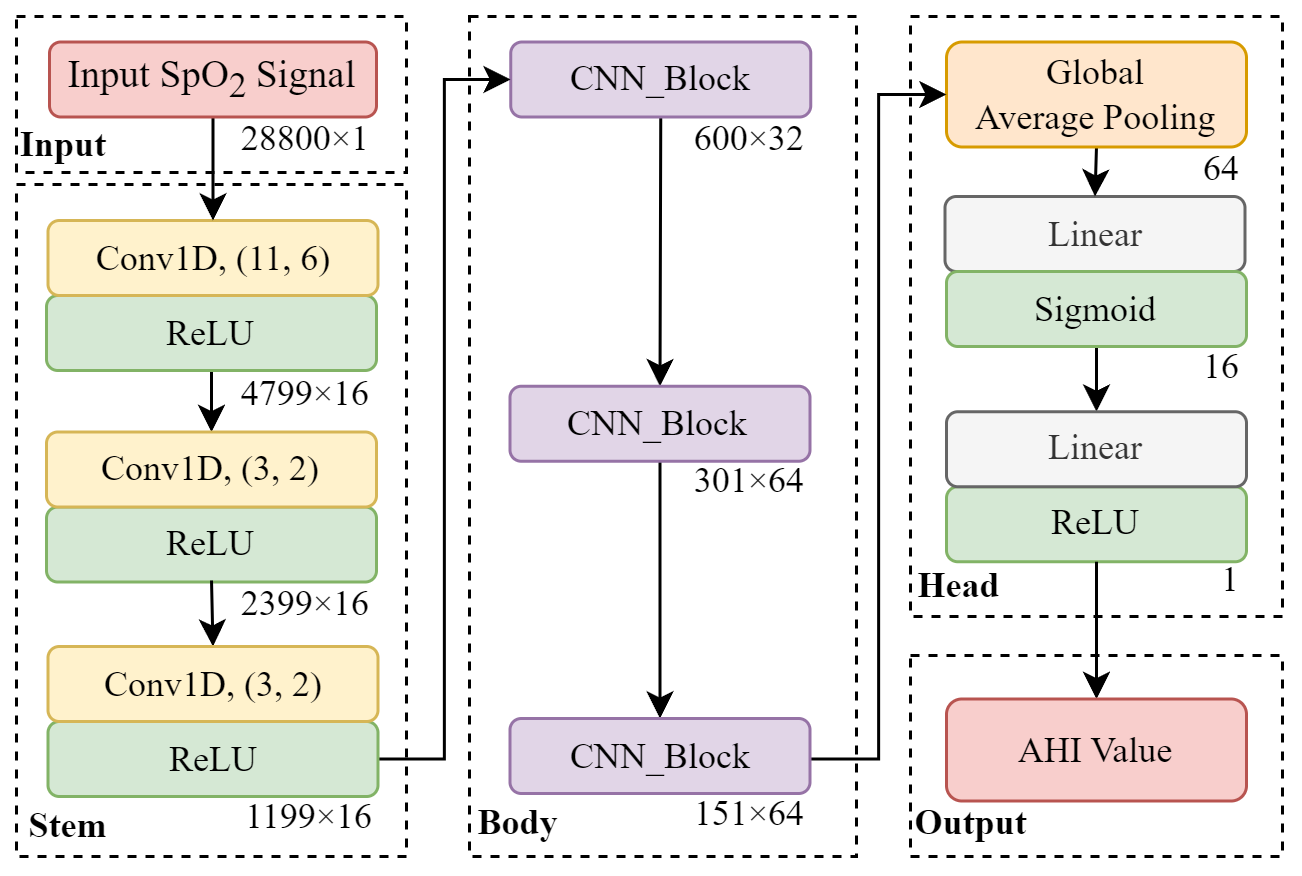 Input SpO2 Signal
28800×1
Input
Conv1D, (11, 6)
ReLU
4799×16
Conv1D, (3, 2)
ReLU
2399×16
Conv1D, (3, 2)
ReLU
1199×16
Stem
CNN_Block
600×32
CNN_Block
301×64
CNN_Block
151×64
Body
Global
Average Pooling
64
Linear
Sigmoid
16
Linear
ReLU
1
Head
AHI Value
Output